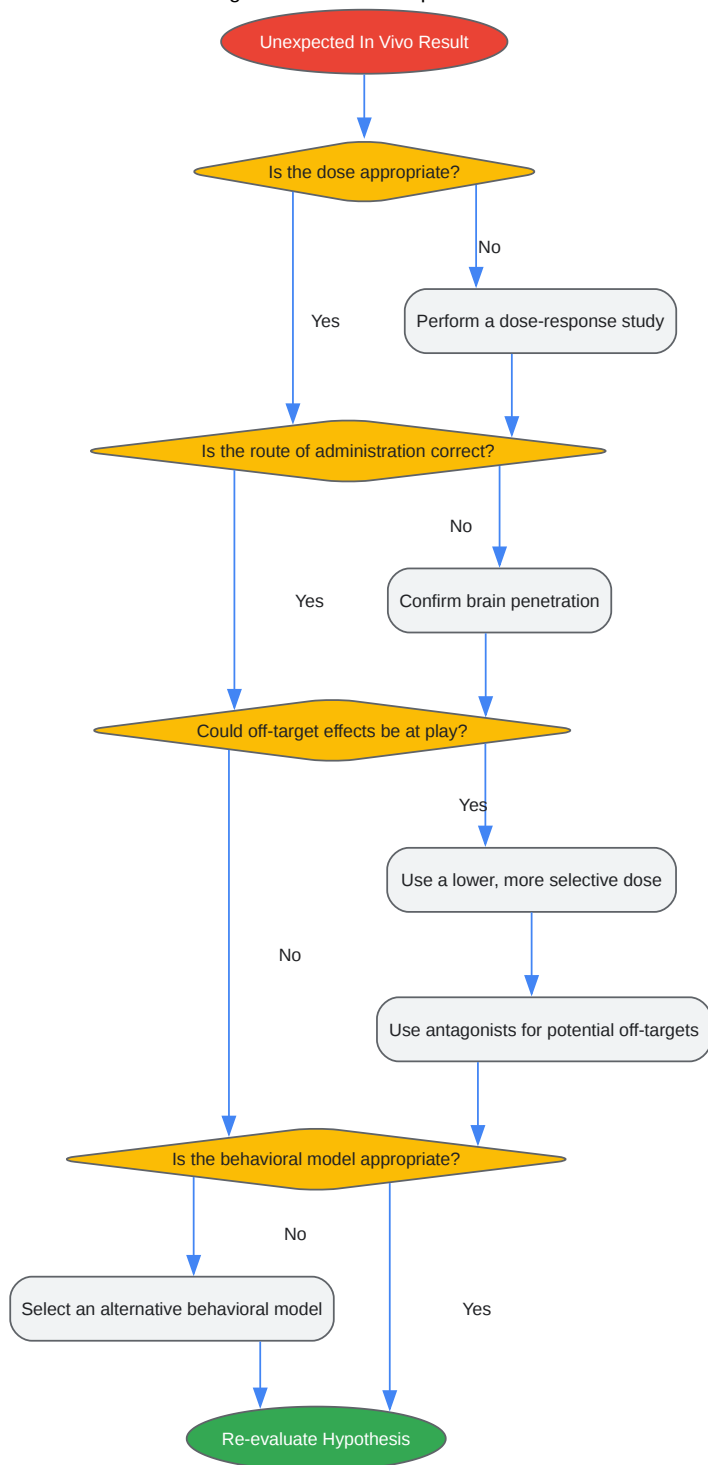 Unexpected In Vivo Result
Is the dose appropriate?
No
Yes
Perform a dose-response study
Is the route of administration correct?
No
Yes
Confirm brain penetration
Could off-target effects be at play?
Yes
Use a lower, more selective dose
No
Use antagonists for potential off-targets
Is the behavioral model appropriate?
No
Select an alternative behavioral model
Yes
Re-evaluate Hypothesis